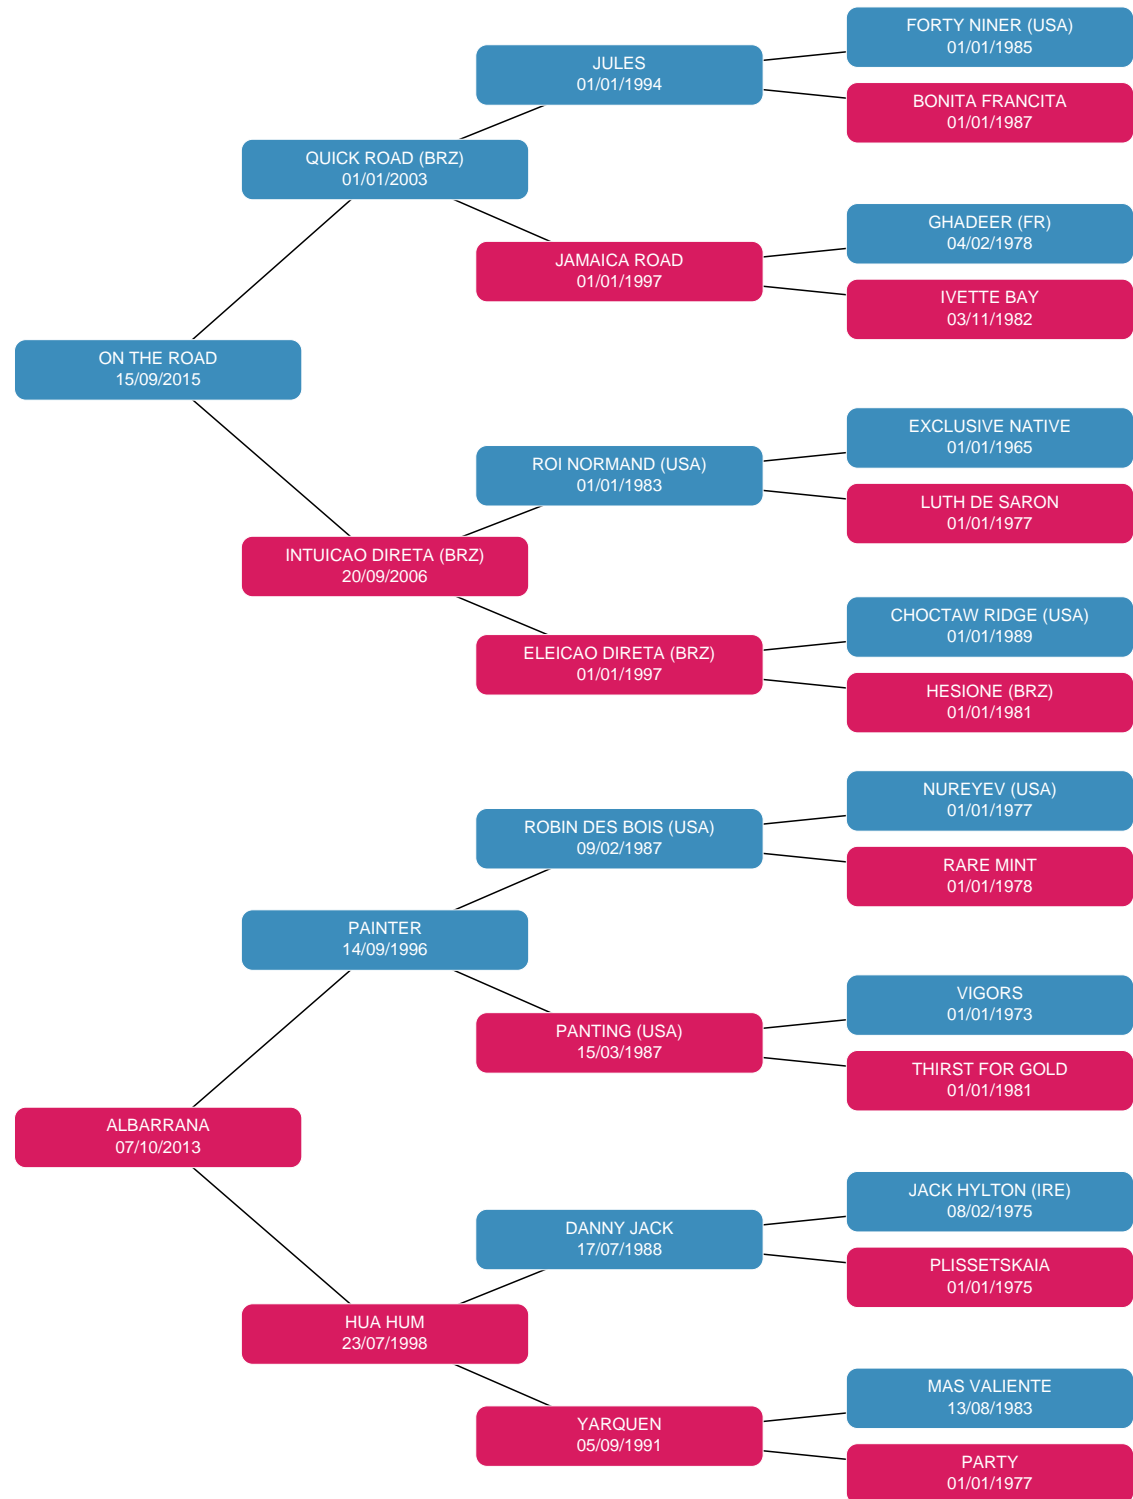 FORTY NINER (USA)
01/01/1985
JULES
01/01/1994
BONITA FRANCITA
01/01/1987
QUICK ROAD (BRZ)
01/01/2003
GHADEER (FR)
04/02/1978
JAMAICA ROAD
01/01/1997
IVETTE BAY
03/11/1982
ON THE ROAD
15/09/2015
EXCLUSIVE NATIVE
01/01/1965
ROI NORMAND (USA)
01/01/1983
LUTH DE SARON
01/01/1977
INTUICAO DIRETA (BRZ)
20/09/2006
CHOCTAW RIDGE (USA)
01/01/1989
ELEICAO DIRETA (BRZ)
01/01/1997
HESIONE (BRZ)
01/01/1981
NUREYEV (USA)
01/01/1977
ROBIN DES BOIS (USA)
09/02/1987
RARE MINT
01/01/1978
PAINTER
14/09/1996
VIGORS
01/01/1973
PANTING (USA)
15/03/1987
THIRST FOR GOLD
01/01/1981
ALBARRANA
07/10/2013
JACK HYLTON (IRE)
08/02/1975
DANNY JACK
17/07/1988
PLISSETSKAIA
01/01/1975
HUA HUM
23/07/1998
MAS VALIENTE
13/08/1983
YARQUEN
05/09/1991
PARTY
01/01/1977